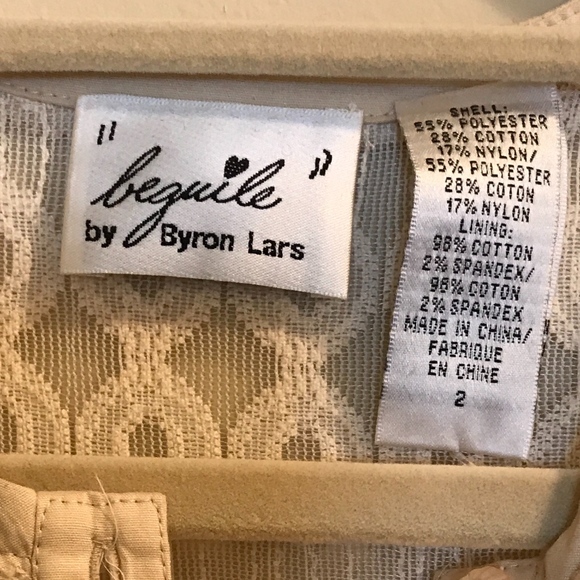 "beguile"
by Byron Lars
SHELL:
55% POLYESTER
28% COTTON
17% NYLON/
55% POLYESTER
28% COTON
17% NYLON
LINING:
98% COTTON
2% SPANDEX/
98% COTON
2% SPANDEX
MADE IN CHINA/
FABRIQUE
EN CHINE
2